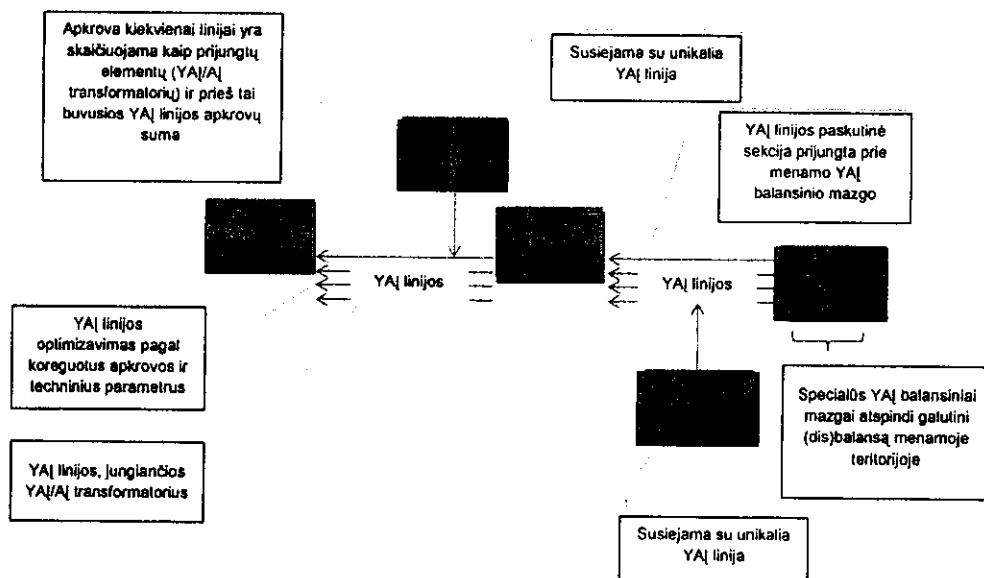 Apkrova kiekvienai linijai yra
skaičiuojama kaip prijungtų
elementų (YAĮ/AĮ
transformatorių) ir prieš tai
buvusios YAĮ linijos apkrovų
suma
Susiejama su unikalia
YAĮ linija
YAĮ linijos paskutinė
sekcija prijungta prie
menamo YAĮ
balansinio mazgo
YAĮ linijos
YAĮ linijos
YAĮ linijos
optimizavimas pagal
koreguotus apkrovos ir
techninius parametrus
Specialūs YAĮ balansiniai
mazgai atspindi galutini
(dis)balansą menamoje
teritorijoje
YAĮ linijos, jungiančios
YAĮ/AĮ transformatorius
Susiejama su unikalia
YAĮ linija